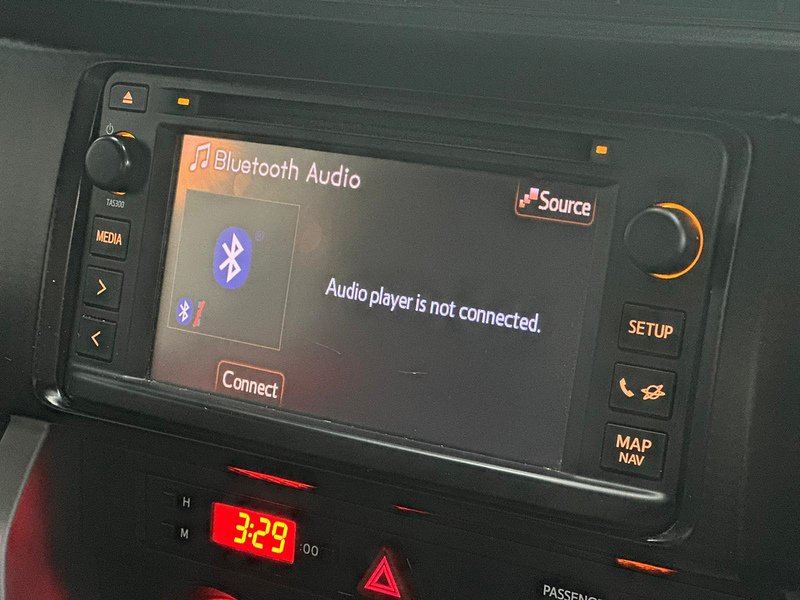 TAS300
MEDIA
Bluetooth Audio
Source
Audio player is not connected.
Connect
SETUP
MAP
NAV
H
M
3:29
:00
PASSENG